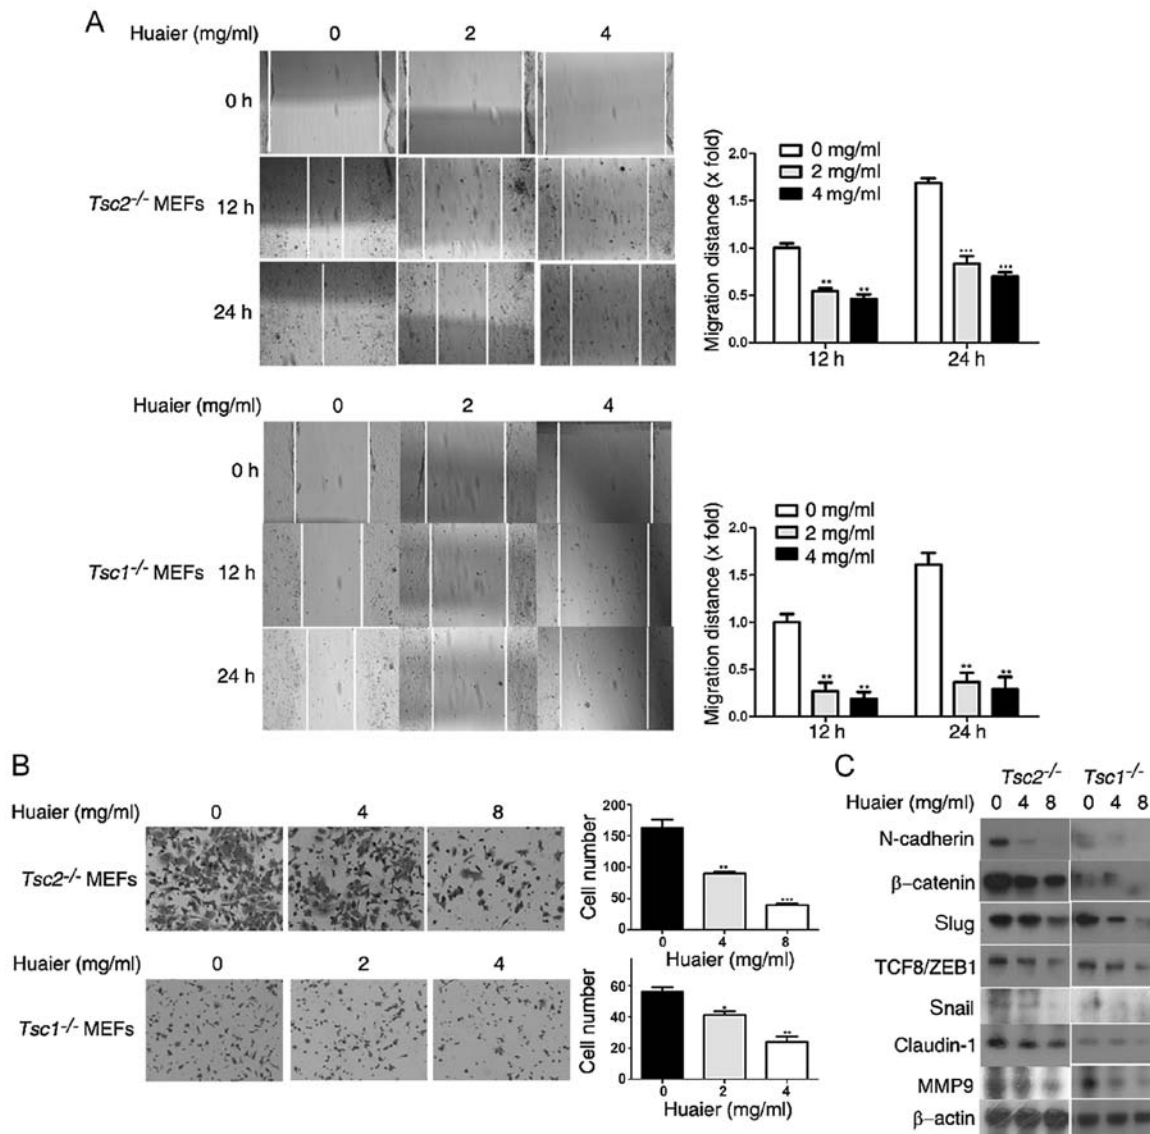 A
Huaier (mg/ml) 0 2 4
0 h
Tsc2-/- MEFs 12 h
24 h
Migration distance (x fold)
2.0
1.5
1.0
0.5
0.0
0 mg/ml
2 mg/ml
4 mg/ml
** ** *** ***
12 h 24 h
Huaier (mg/ml) 0 2 4
0 h
Tsc1-/- MEFs 12 h
24 h
Migration distance (x fold)
2.0
1.5
1.0
0.5
0.0
0 mg/ml
2 mg/ml
4 mg/ml
** ** ** **
12 h 24 h
B
Huaier (mg/ml) 0 4 8
Tsc2-/- MEFs
Cell number
200
150
100
50
0
** ***
0 4 8
Huaier (mg/ml)
Huaier (mg/ml) 0 2 4
Tsc1-/- MEFs
Cell number
60
40
20
0
* **
0 2 4
Huaier (mg/ml)
C
Tsc2-/- Tsc1-/-
Huaier (mg/ml) 0 4 8 0 4 8
N-cadherin
β–catenin
Slug
TCF8/ZEB1
Snail
Claudin-1
MMP9
β–actin